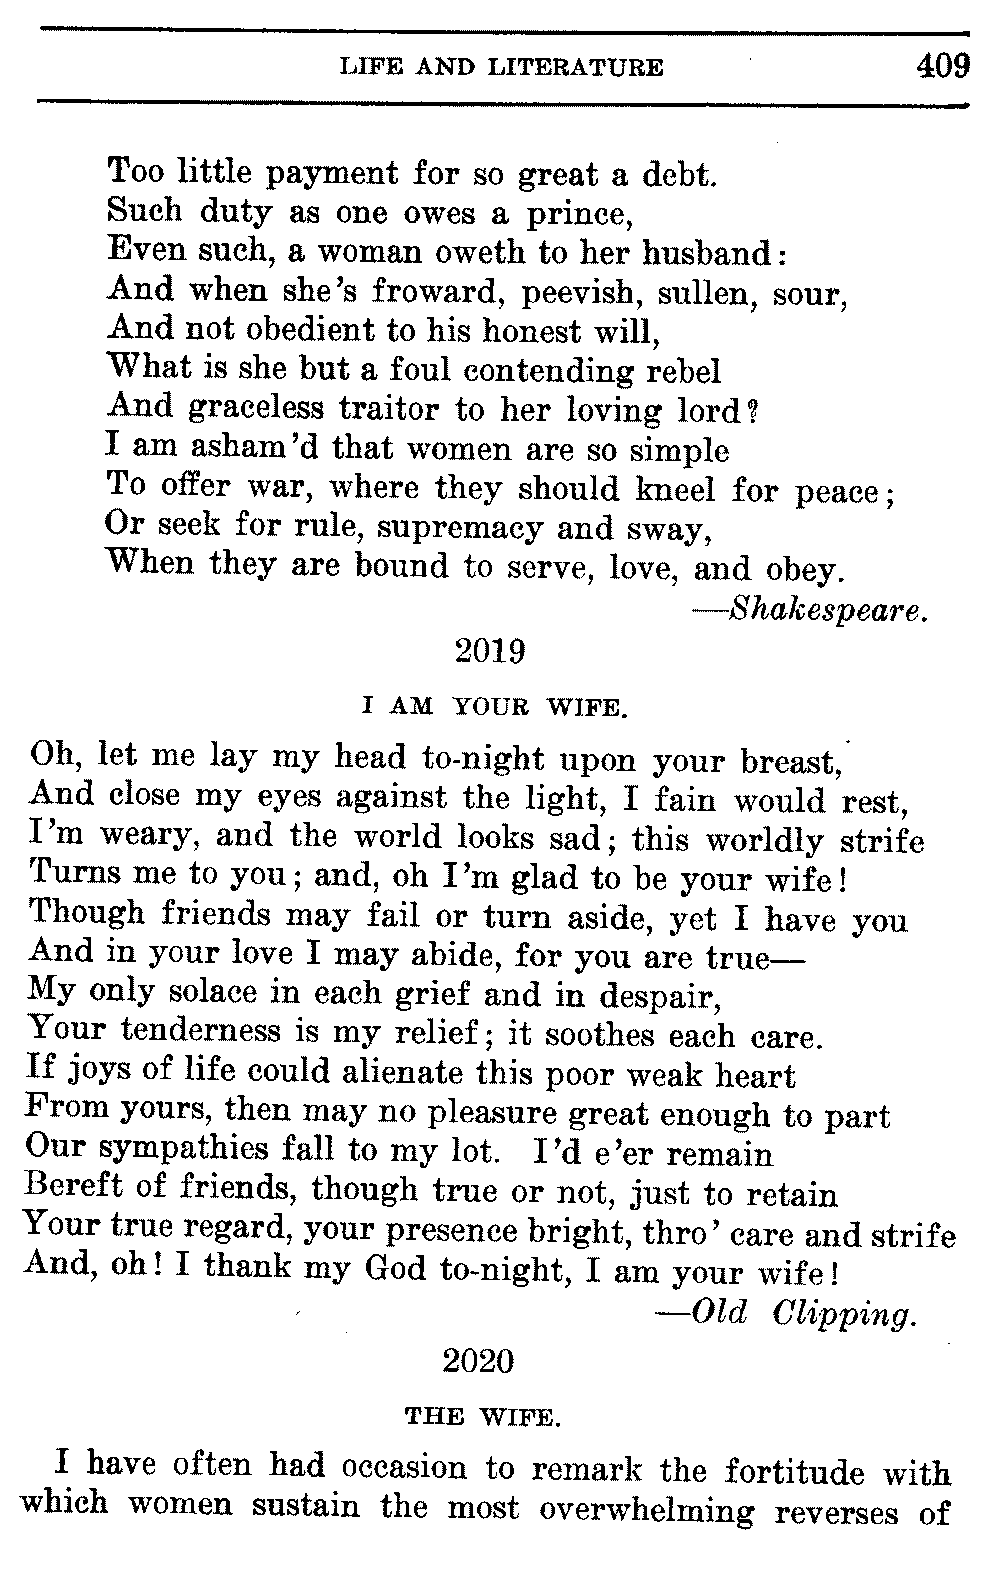 LIFE AND LITERATURE 409
Too little payment for so great a debt.
Such duty as one owes a prince,
Even such, a woman oweth to her husband:
And when she's froward, peevish, sullen, sour,
And not obedient to his honest will,
What is she but a foul contending rebel
And graceless traitor to her loving lord?
I am asham'd that women are so simple
To offer war, where they should kneel for peace;
Or seek for rule, supremacy and sway,
When they are bound to serve, love, and obey.
—Shakespeare.
2019
I AM YOUR WIFE.
Oh, let me lay my head to-night upon your breast,
And close my eyes against the light, I fain would rest,
I'm weary, and the world looks sad; this worldly strife
Turns me to you; and, oh I'm glad to be your wife!
Though friends may fail or turn aside, yet I have you
And in your love I may abide, for you are true—
My only solace in each grief and in despair,
Your tenderness is my relief; it soothes each care.
If joys of life could alienate this poor weak heart
From yours, then may no pleasure great enough to part
Our sympathies fall to my lot. I'd e'er remain
Bereft of friends, though true or not, just to retain
Your true regard, your presence bright, thro' care and strife
And, oh! I thank my God to-night, I am your wife!
—Old Clipping.
2020
THE WIFE.
I have often had occasion to remark the fortitude with
which women sustain the most overwhelming reverses of